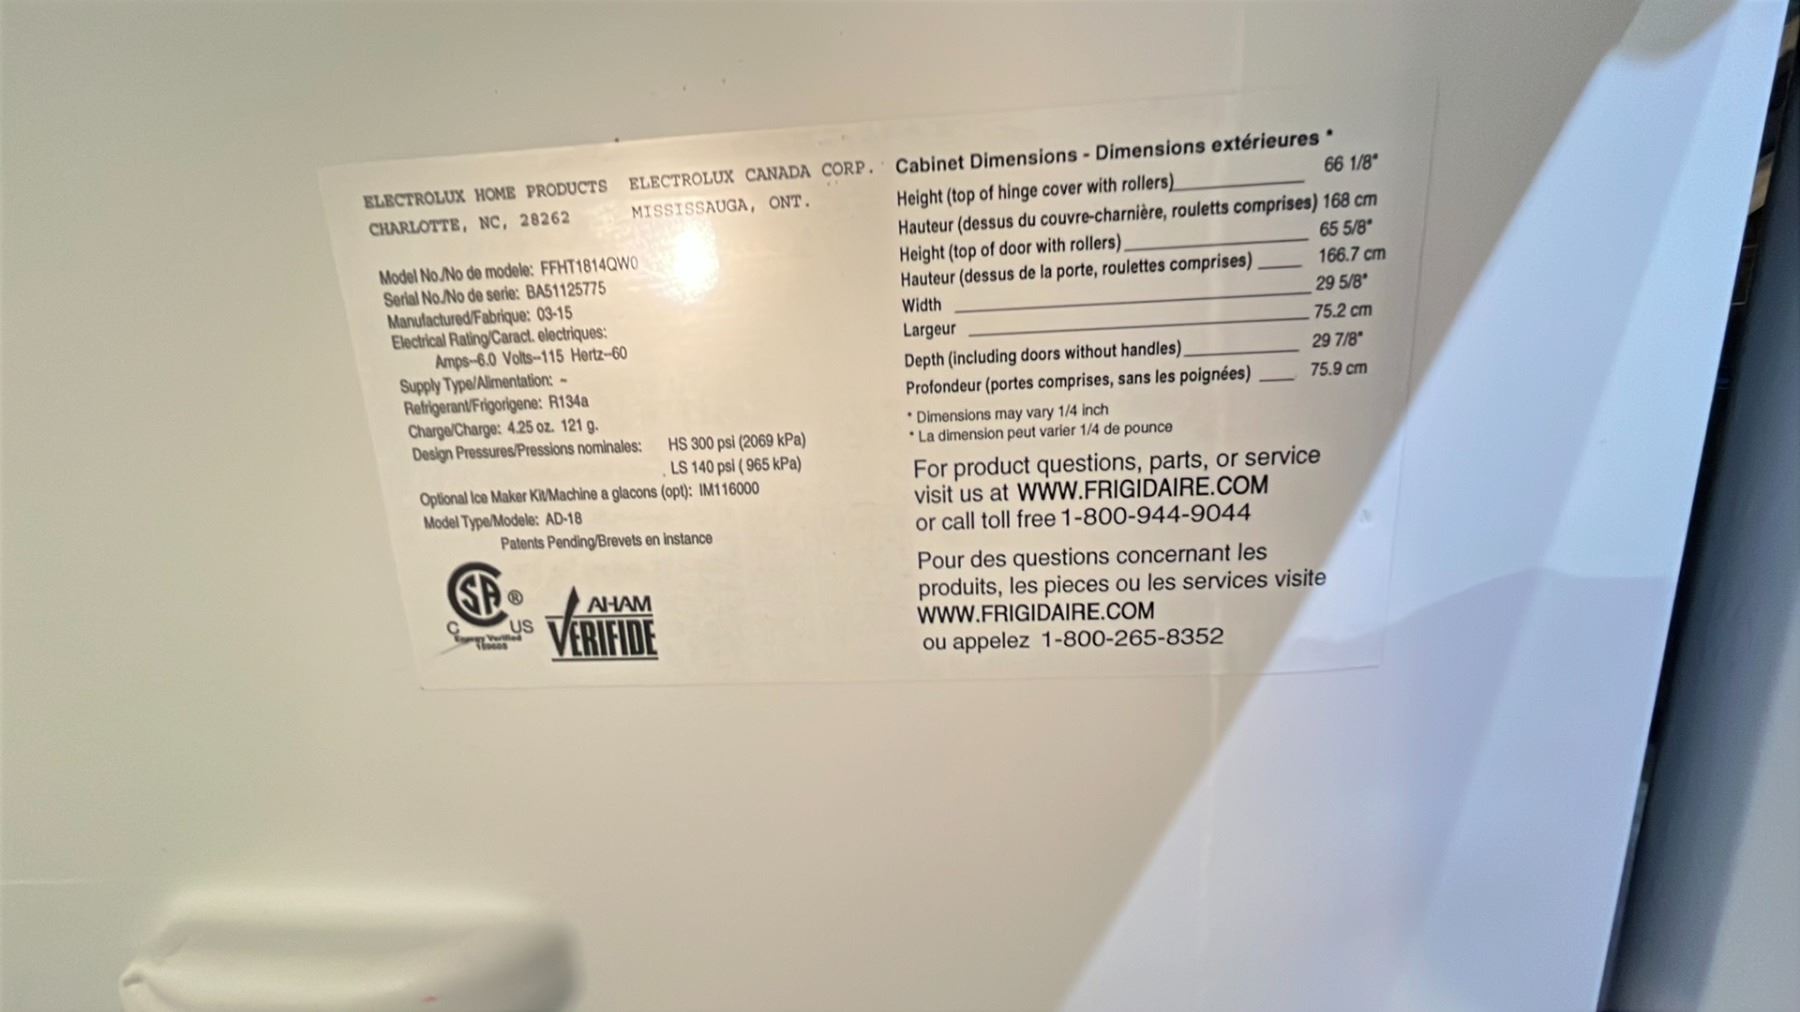 ELECTROLUX HOME PRODUCTS ELECTROLUX CANADA CORP.
CHARLOTTE, NC, 28262 MISSISSAUGA, ONT.
Model No./No de modele: FFHT1814QW0
Serial No./No de serie: BA51125775
Manufactured/Fabrique: 03-15
Electrical Rating/Caract. electriques:
Amps--6.0 Volts--115 Hertz--60
Supply Type/Alimentation: ~
Refrigerant/Frigorigene: R134a
Charge/Charge: 4.25 oz. 121 g.
Design Pressures/Pressions nominales: HS 300 psi (2069 kPa)
LS 140 psi ( 965 kPa)
Optional Ice Maker Kit/Machine a glacons (opt): IM116000
Model Type/Modele: AD-18
Patents Pending/Brevets en instance
SA ®
C US
Energy Verified
AHAM
VERIFIDE
Cabinet Dimensions - Dimensions extérieures *
Height (top of hinge cover with rollers) 66 1/8"
Hauteur (dessus du couvre-charnière, rouletts comprises) 168 cm
Height (top of door with rollers) 65 5/8"
Hauteur (dessus de la porte, roulettes comprises) 166.7 cm
Width 29 5/8"
Largeur 75.2 cm
Depth (including doors without handles) 29 7/8"
Profondeur (portes comprises, sans les poignées) 75.9 cm
* Dimensions may vary 1/4 inch
* La dimension peut varier 1/4 de pounce
For product questions, parts, or service
visit us at WWW.FRIGIDAIRE.COM
or call toll free 1-800-944-9044
Pour des questions concernant les
produits, les pieces ou les services visite
WWW.FRIGIDAIRE.COM
ou appelez 1-800-265-8352